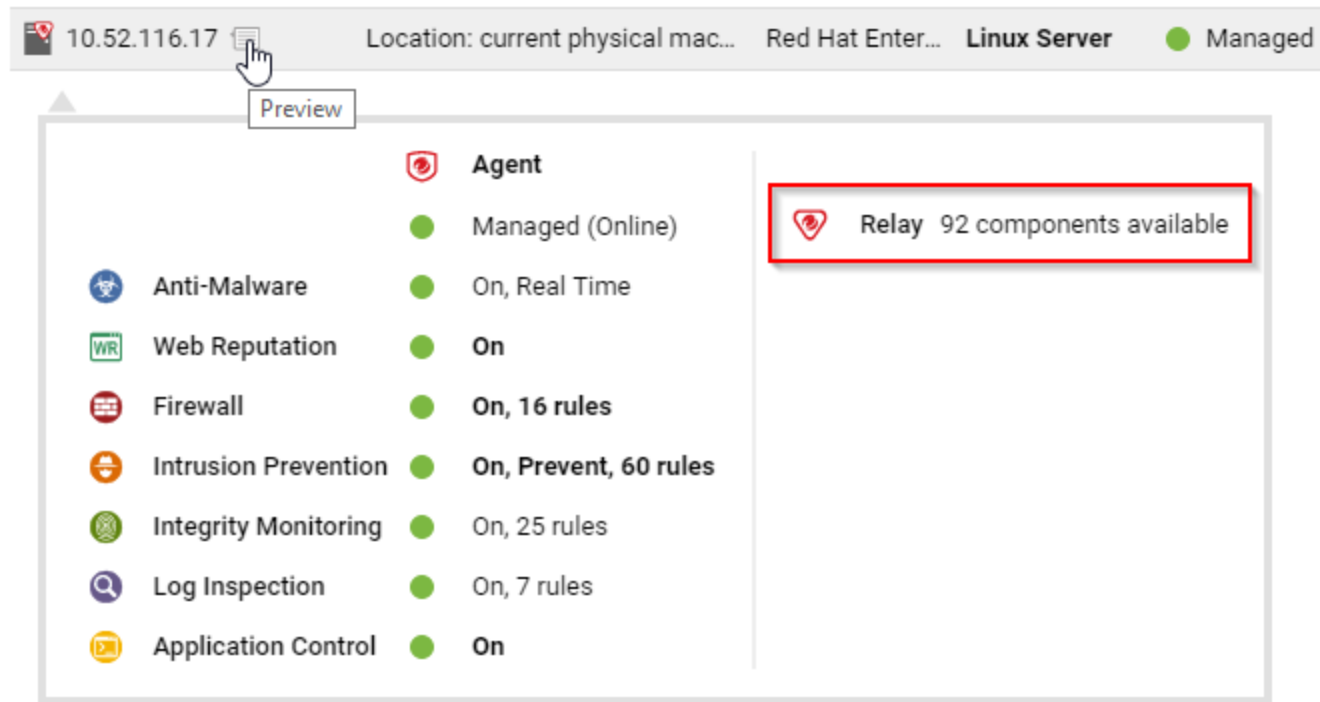 10.52.116.17 Location: current physical mac... Red Hat Enter... Linux Server Managed
Preview
Agent
Managed (Online)
Relay 92 components available
Anti-Malware On, Real Time
WR Web Reputation On
Firewall On, 16 rules
Intrusion Prevention On, Prevent, 60 rules
Integrity Monitoring On, 25 rules
Log Inspection On, 7 rules
Application Control On